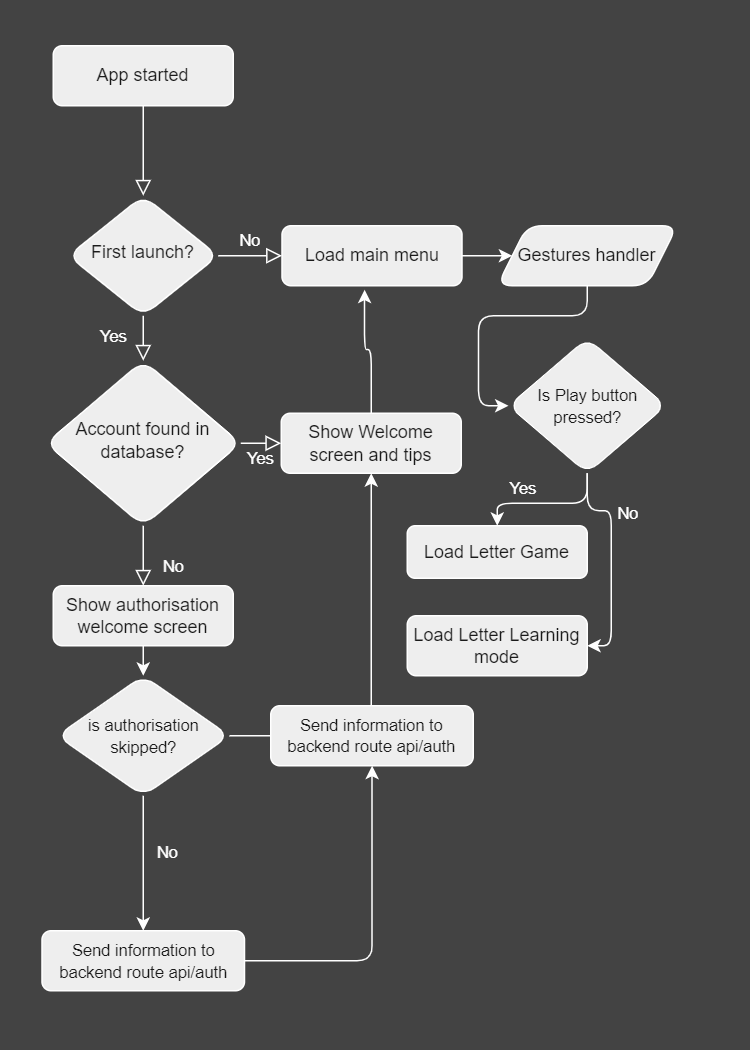 App started
First launch?
No
Load main menu
Gestures handler
Yes
Is Play button
pressed?
Account found in
database?
Yes
Show Welcome
screen and tips
Yes
No
Load Letter Game
No
Show authorisation
welcome screen
Load Letter Learning
mode
is authorisation
skipped?
Send information to
backend route api/auth
No
Send information to
backend route api/auth